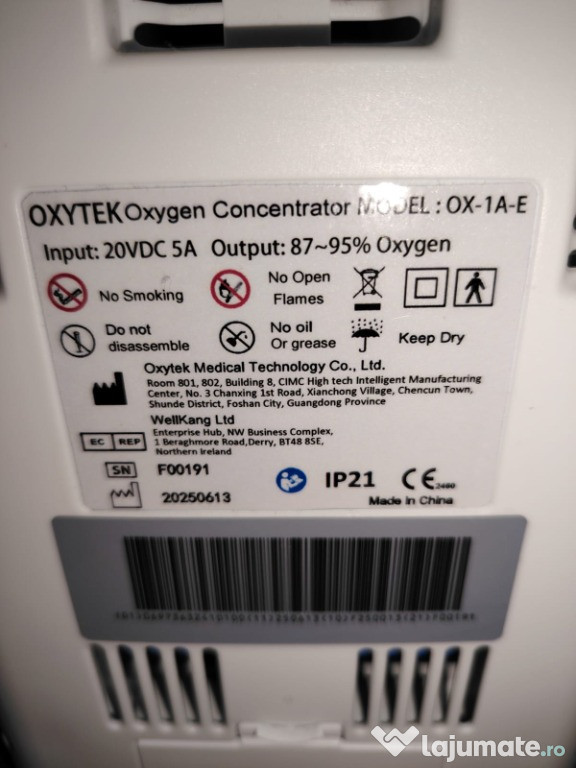 OXYTEK Oxygen Concentrator MODEL : OX-1A-E
Input: 20VDC 5A Output: 87~95% Oxygen
No Smoking
No Open
Flames
Do not
disassemble
No oil
Or grease
Keep Dry
Oxytek Medical Technology Co., Ltd.
Room 801, 802, Building 8, CIMC High tech Intelligent Manufacturing
Center, No. 3 Chanxing 1st Road, Xianchong Village, Chencun Town,
Shunde District, Foshan City, Guangdong Province
WellKang Ltd
Enterprise Hub, NW Business Complex,
1 Beraghmore Road,Derry, BT48 8SE,
Northern Ireland
EC REP
SN F00191
20250613
IP21 CE 2460
Made in China
lajumate.ro